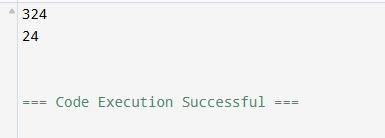 324
24
=== Code Execution Successful ===